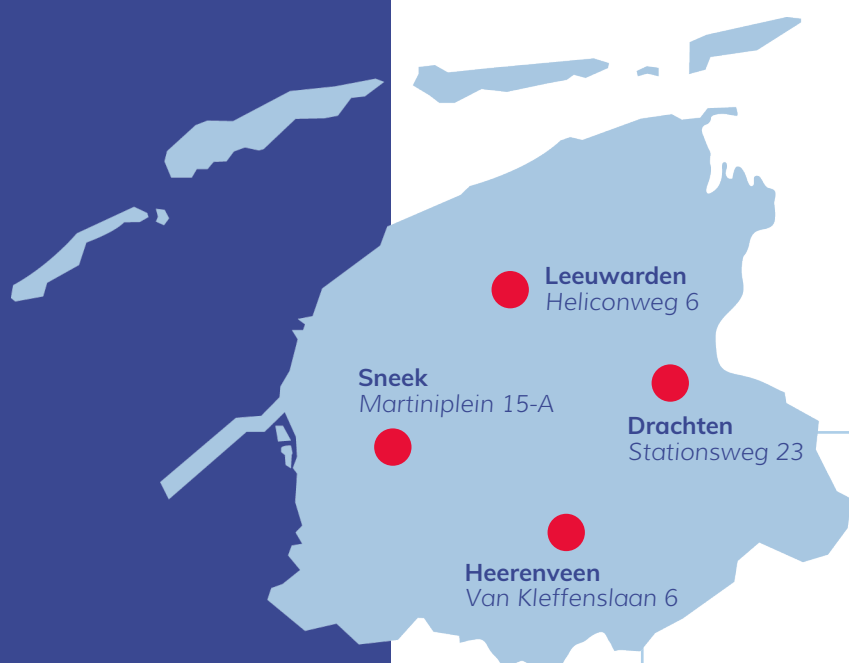 Leeuwarden
Heliconweg 6
Sneek
Martiniplein 15-A
Drachten
Stationsweg 23
Heerenveen
Van Kleffenslaan 6